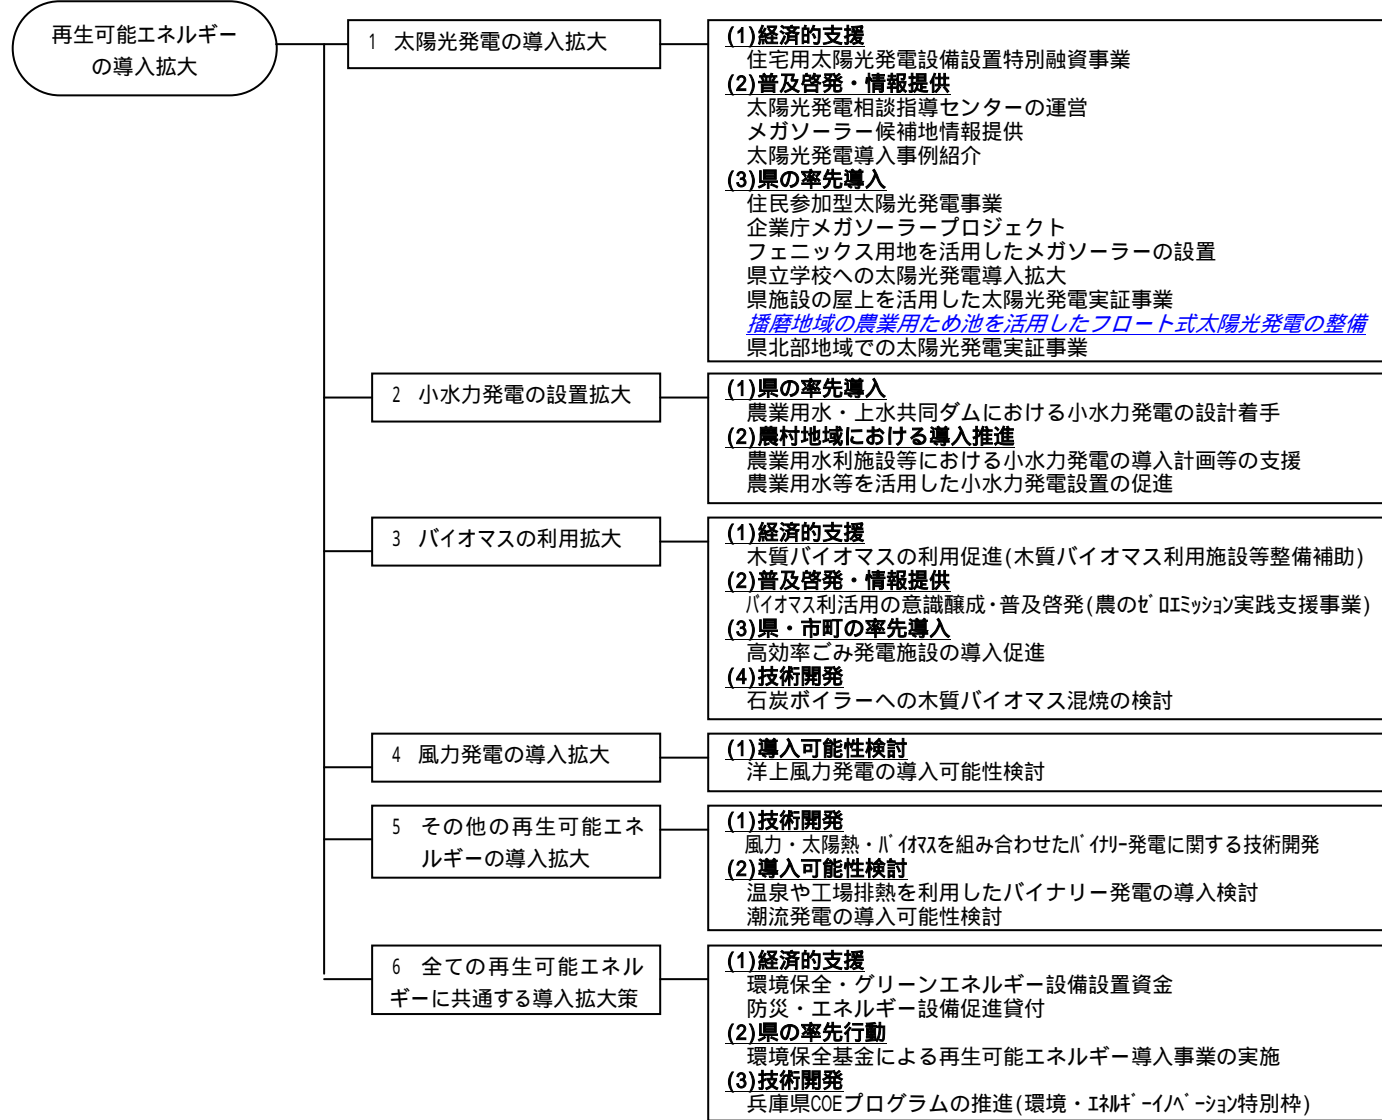 再生可能エネルギー
の導入拡大
1 太陽光発電の導入拡大
(1)経済的支援
住宅用太陽光発電設備設置特別融資事業
(2)普及啓発・情報提供
太陽光発電相談指導センターの運営
メガソーラー候補地情報提供
太陽光発電導入事例紹介
(3)県の率先導入
住民参加型太陽光発電事業
企業庁メガソーラープロジェクト
フェニックス用地を活用したメガソーラーの設置
県立学校への太陽光発電導入拡大
県施設の屋上を活用した太陽光発電実証事業
播磨地域の農業用ため池を活用したフロート式太陽光発電の整備
県北部地域での太陽光発電実証事業
2 小水力発電の設置拡大
(1)県の率先導入
農業用水・上水共同ダムにおける小水力発電の設計着手
(2)農村地域における導入推進
農業用水利施設等における小水力発電の導入計画等の支援
農業用水等を活用した小水力発電設置の促進
3 バイオマスの利用拡大
(1)経済的支援
木質バイオマスの利用促進(木質バイオマス利用施設等整備補助)
(2)普及啓発・情報提供
ﾊﾞｲｵﾏｽ利活用の意識醸成・普及啓発(農のｾﾞﾛｴﾐｯｼｮﾝ実践支援事業)
(3)県・市町の率先導入
高効率ごみ発電施設の導入促進
(4)技術開発
石炭ボイラーへの木質バイオマス混焼の検討
4 風力発電の導入拡大
(1)導入可能性検討
洋上風力発電の導入可能性検討
5 その他の再生可能エネ
ルギーの導入拡大
(1)技術開発
風力・太陽熱・ﾊﾞｲｵﾏｽを組み合わせたﾊﾞｲﾅﾘｰ発電に関する技術開発
(2)導入可能性検討
温泉や工場排熱を利用したバイナリー発電の導入検討
潮流発電の導入可能性検討
6 全ての再生可能エネル
ギーに共通する導入拡大策
(1)経済的支援
環境保全・グリーンエネルギー設備設置資金
防災・エネルギー設備促進貸付
(2)県の率先行動
環境保全基金による再生可能エネルギー導入事業の実施
(3)技術開発
兵庫県COEプログラムの推進(環境・ｴﾈﾙｷﾞｰｲﾉﾍﾞｰｼｮﾝ特別枠)